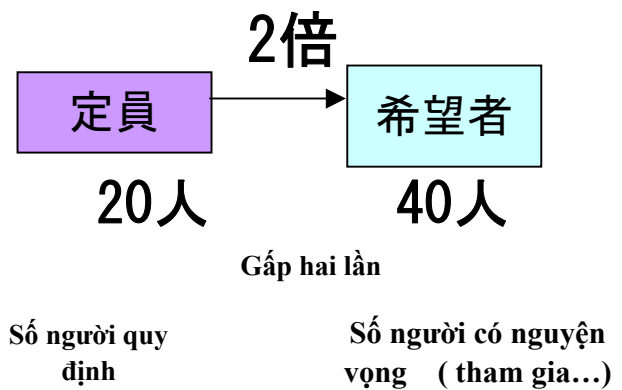 2倍
定員
希望者
20人
40人
Gấp hai lần
Số người quy
định
Số người có nguyện
vọng ( tham gia…)